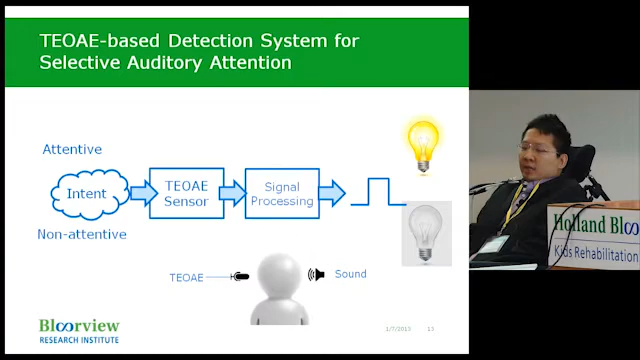 TEOAE-based Detection System for
Selective Auditory Attention
Attentive
Intent
Non-attentive
TEOAE
Sensor
Signal
Processing
TEOAE
Sound
Bloorview
RESEARCH INSTITUTE
1/7/2013
13
Holland Bloo
Kids Rehabilitation